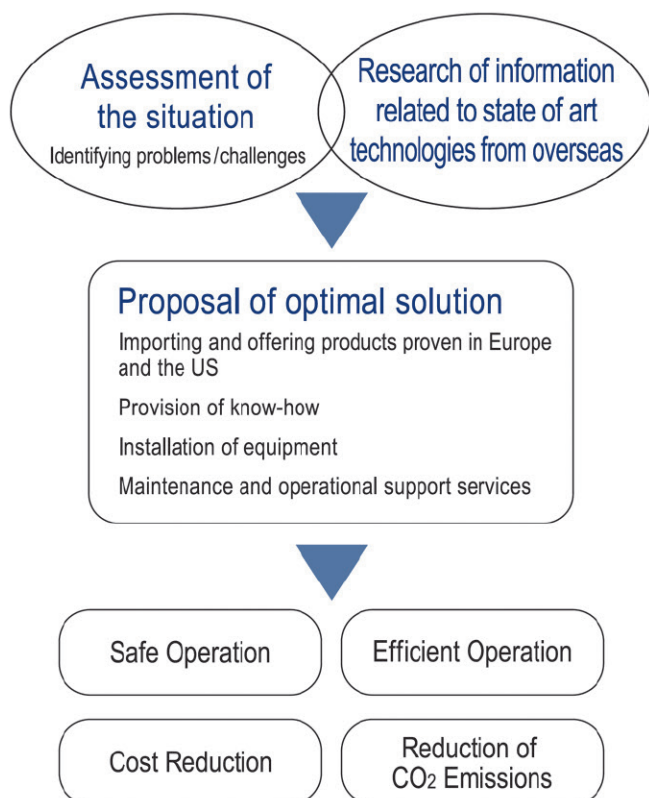 Assessment of
the situation
Identifying problems/challenges
Research of information
related to state of art
technologies from overseas
Proposal of optimal solution
Importing and offering products proven in Europe
and the US
Provision of know-how
Installation of equipment
Maintenance and operational support services
Safe Operation
Efficient Operation
Cost Reduction
Reduction of
CO2 Emissions